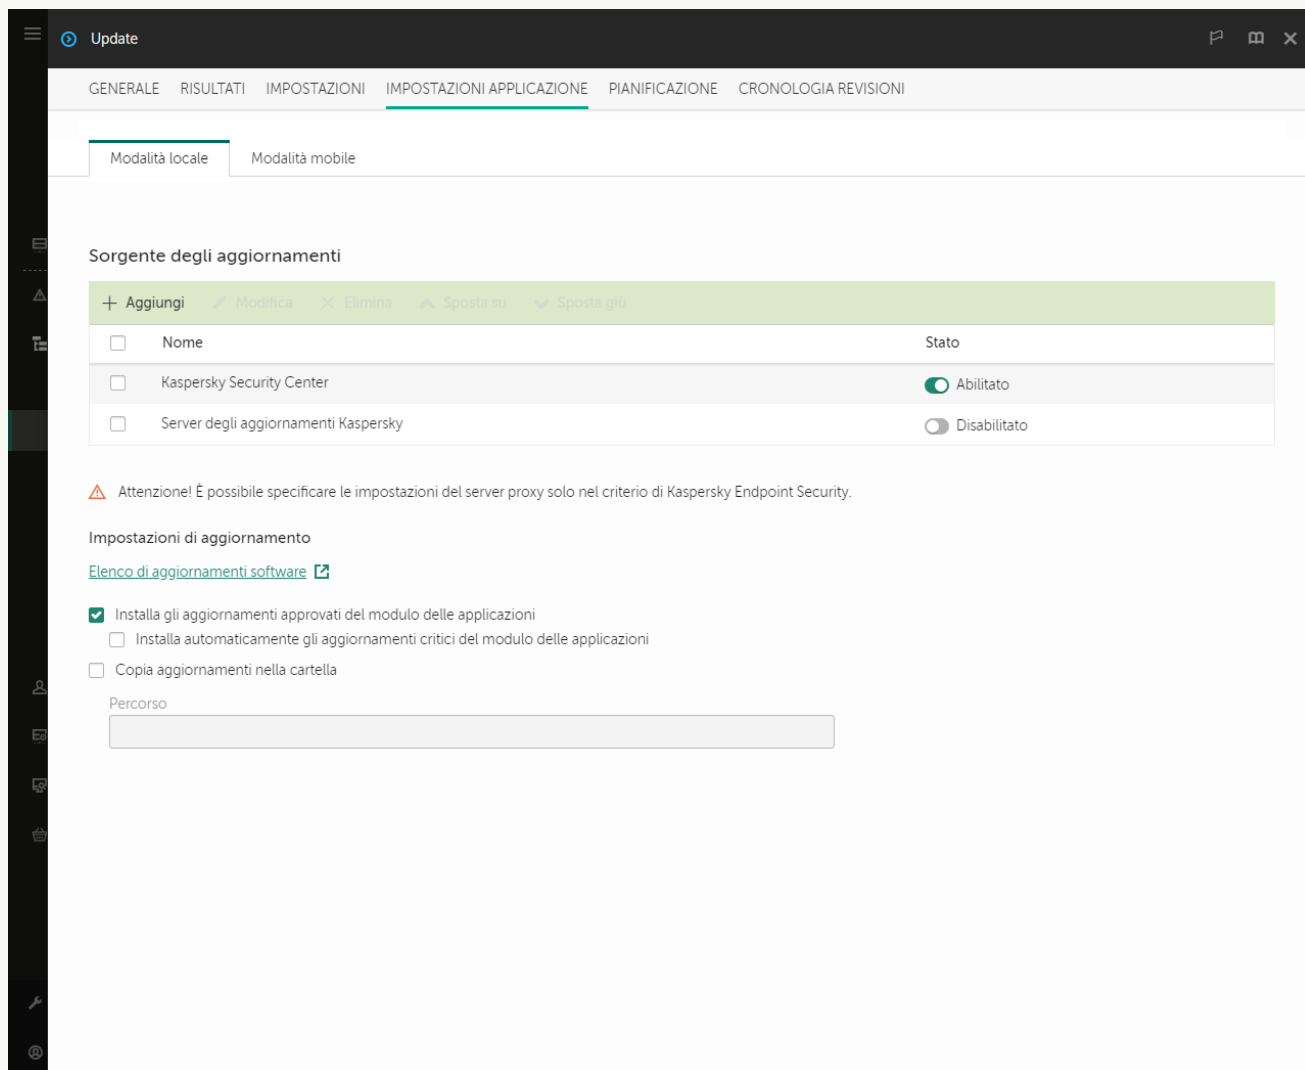 Update
GENERALE RISULTATI IMPOSTAZIONI IMPOSTAZIONI APPLICAZIONE PIANIFICAZIONE CRONOLOGIA REVISIONI
Modalità locale Modalità mobile
Sorgente degli aggiornamenti
Aggiungi Modifica Elimina Sposta su Sposta giù
Nome Stato
Kaspersky Security Center Abilitato
Server degli aggiornamenti Kaspersky Disabilitato
Attenzione! È possibile specificare le impostazioni del server proxy solo nel criterio di Kaspersky Endpoint Security.
Impostazioni di aggiornamento
Elenco di aggiornamenti software
Installa gli aggiornamenti approvati del modulo delle applicazioni
Installa automaticamente gli aggiornamenti critici del modulo delle applicazioni
Copia aggiornamenti nella cartella
Percorso